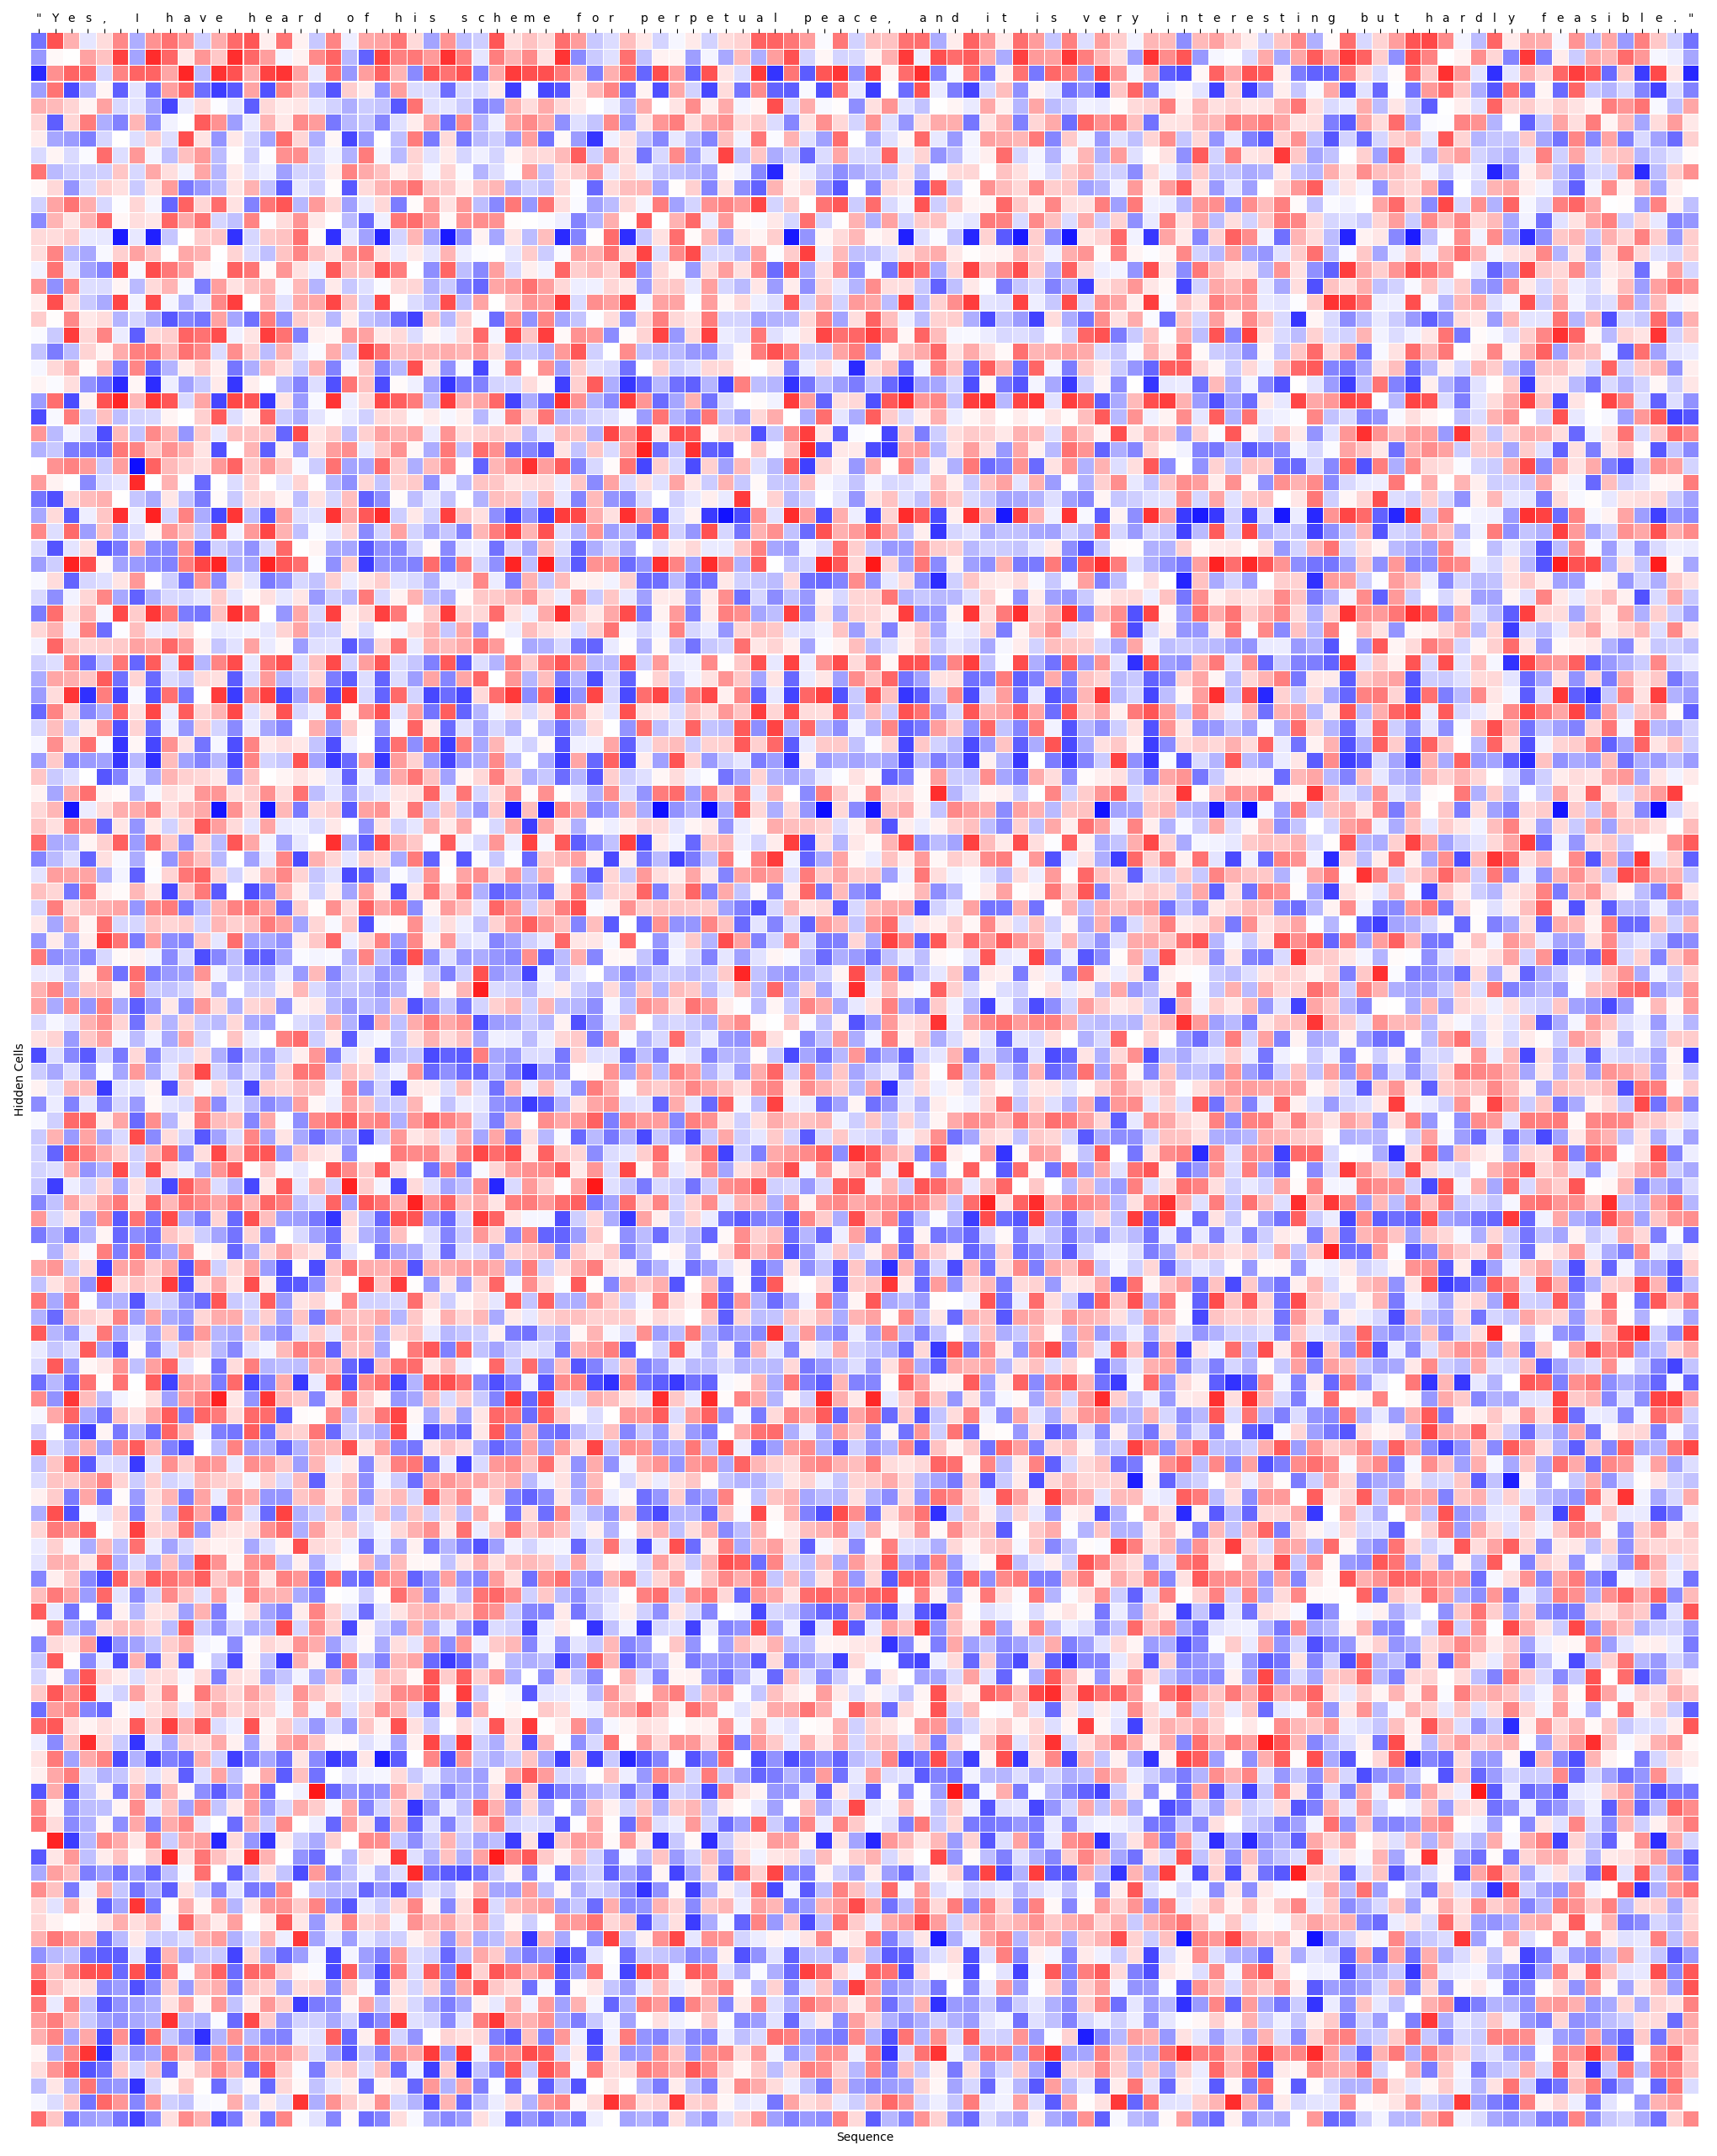 "Yes, I have heard of his scheme for perpetual peace, and it is very interesting but hardly feasible."
Hidden Cells
Sequence